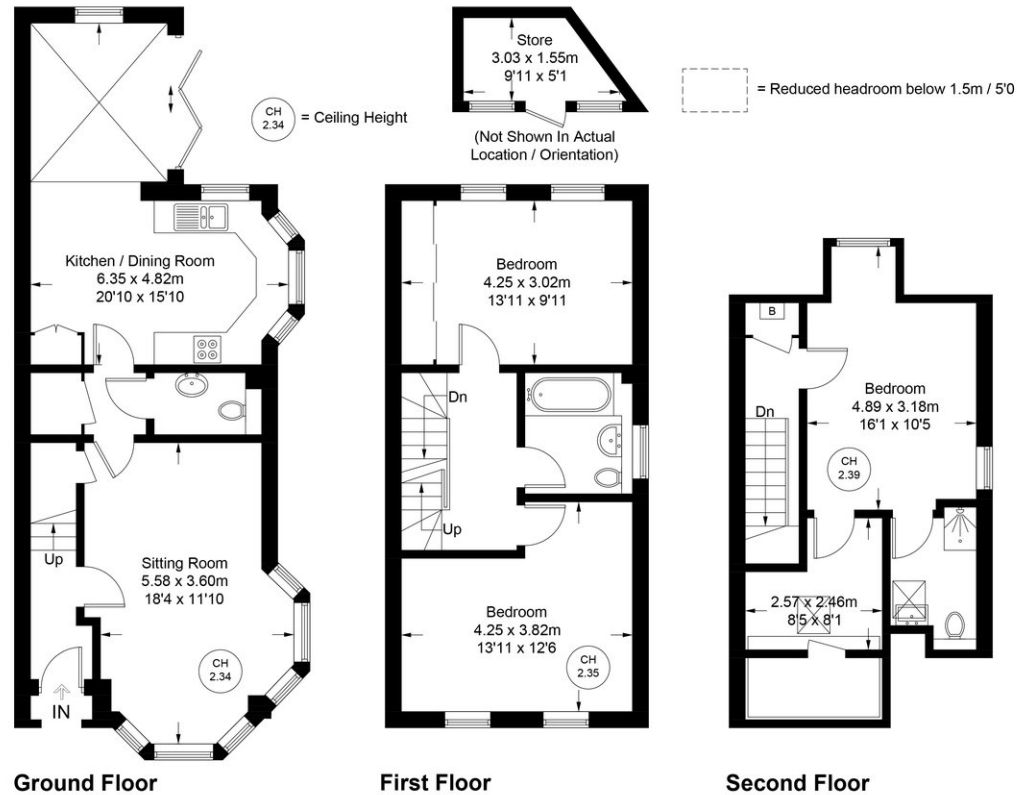 Store
3.03 x 1.55m
9'11 x 5'1
(Not Shown In Actual
Location / Orientation)
= Reduced headroom below 1.5m / 5'0
CH
2.34
= Ceiling Height
Kitchen / Dining Room
6.35 x 4.82m
20'10 x 15'10
Up
Sitting Room
5.58 x 3.60m
18'4 x 11'10
CH
2.34
IN
Ground Floor
Bedroom
4.25 x 3.02m
13'11 x 9'11
Dn
Up
Bedroom
4.25 x 3.82m
13'11 x 12'6
CH
2.35
First Floor
B
Dn
Bedroom
4.89 x 3.18m
16'1 x 10'5
CH
2.39
2.57 x 2.46m
8'5 x 8'1
Second Floor